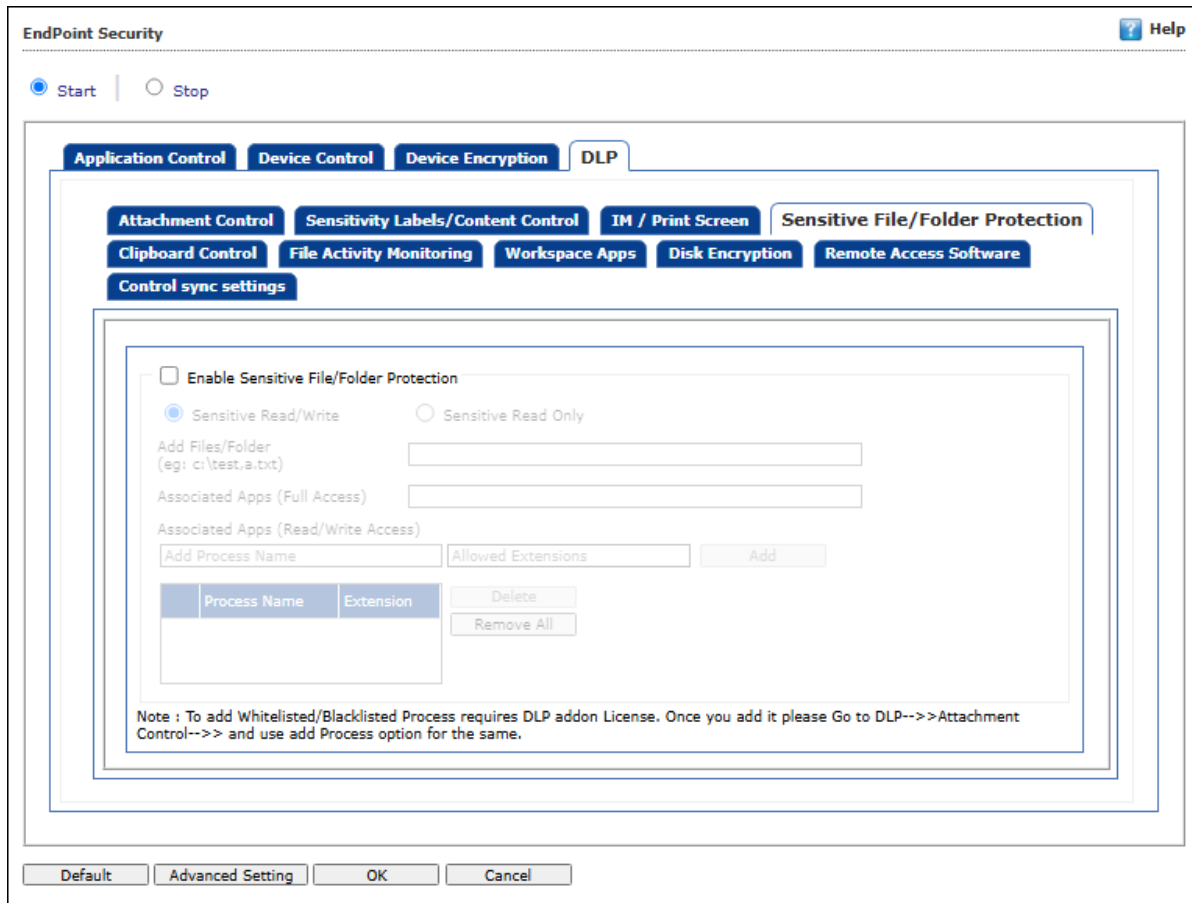 EndPoint Security
Help
Start
Stop
Application Control
Device Control
Device Encryption
DLP
Attachment Control
Sensitivity Labels/Content Control
IM / Print Screen
Sensitive File/Folder Protection
Clipboard Control
File Activity Monitoring
Workspace Apps
Disk Encryption
Remote Access Software
Control sync settings
Enable Sensitive File/Folder Protection
Sensitive Read/Write
Sensitive Read Only
Add Files/Folder
(eg: c:\test,a.txt)
Associated Apps (Full Access)
Associated Apps (Read/Write Access)
Add Process Name
Allowed Extensions
Add
Process Name
Extension
Delete
Remove All
Note : To add Whitelisted/Blacklisted Process requires DLP addon License. Once you add it please Go to DLP-->>Attachment
Control-->> and use add Process option for the same.
Default
Advanced Setting
OK
Cancel